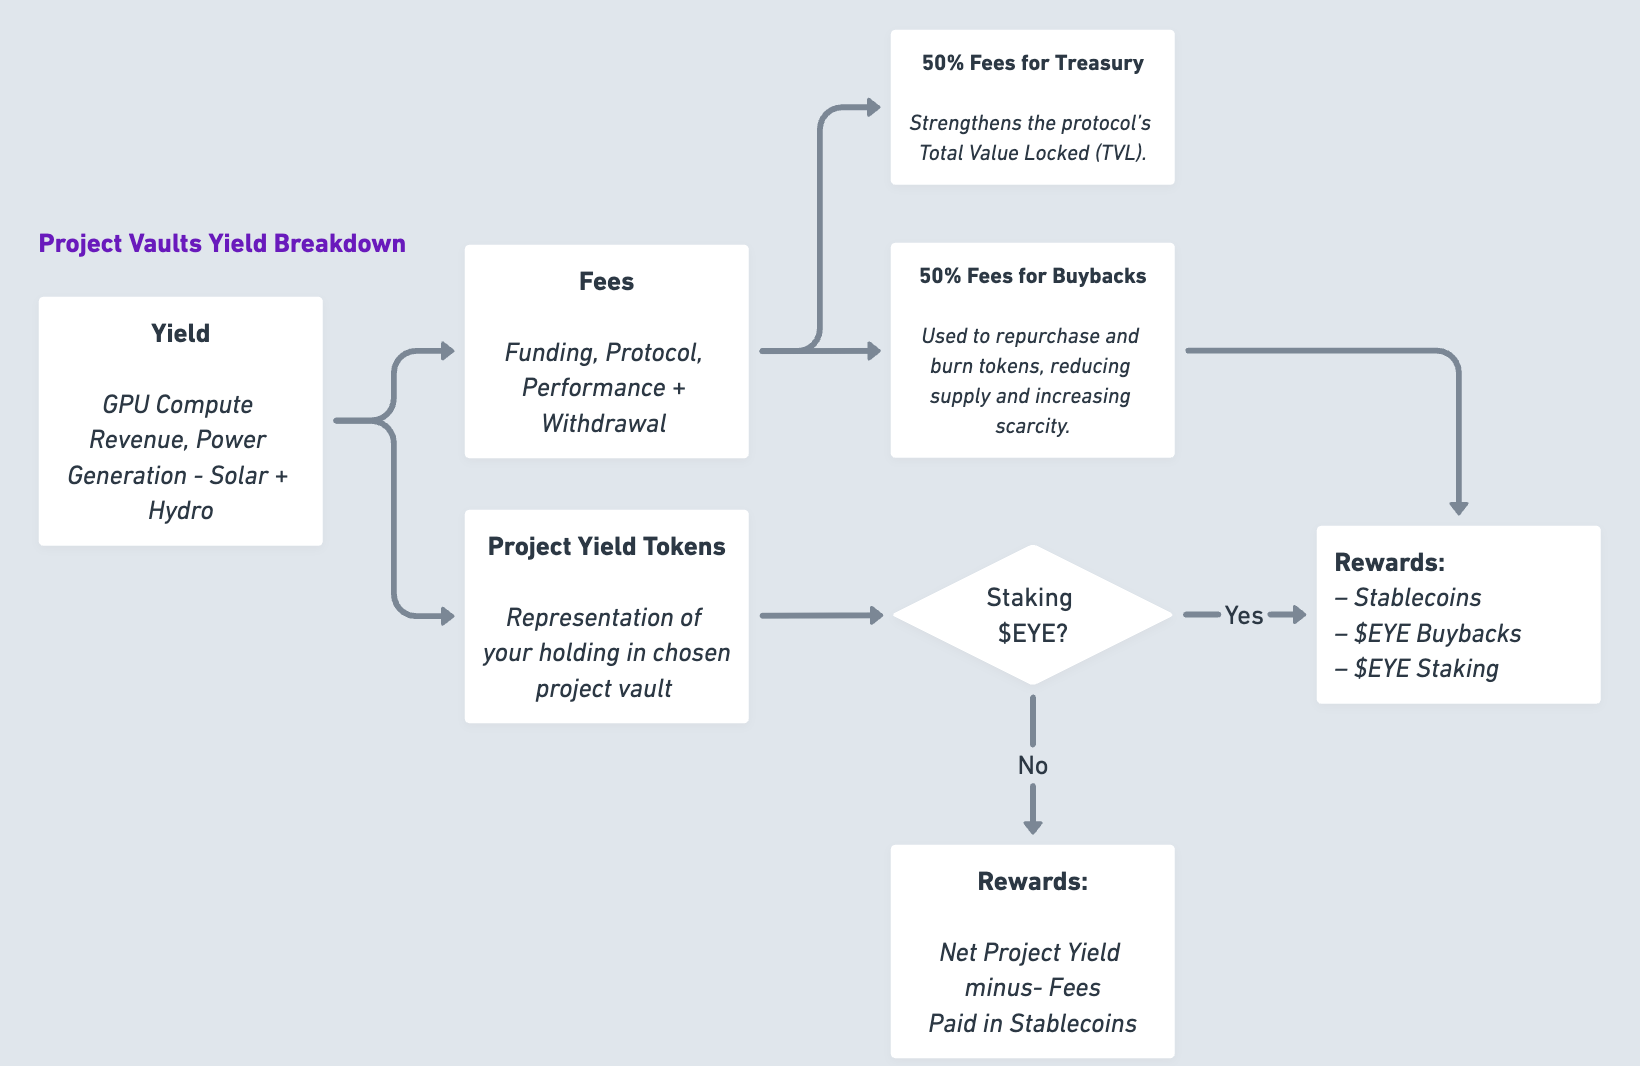 Project Vaults Yield Breakdown
Yield
GPU Compute
Revenue, Power
Generation - Solar +
Hydro
Fees
Funding, Protocol,
Performance +
Withdrawal
50% Fees for Treasury
Strengthens the protocol's
Total Value Locked (TVL).
50% Fees for Buybacks
Used to repurchase and
burn tokens, reducing
supply and increasing
scarcity.
Project Yield Tokens
Representation of
your holding in chosen
project vault
Staking
$EYE?
Yes
Rewards:
– Stablecoins
– $EYE Buybacks
– $EYE Staking
No
Rewards:
Net Project Yield
minus- Fees
Paid in Stablecoins